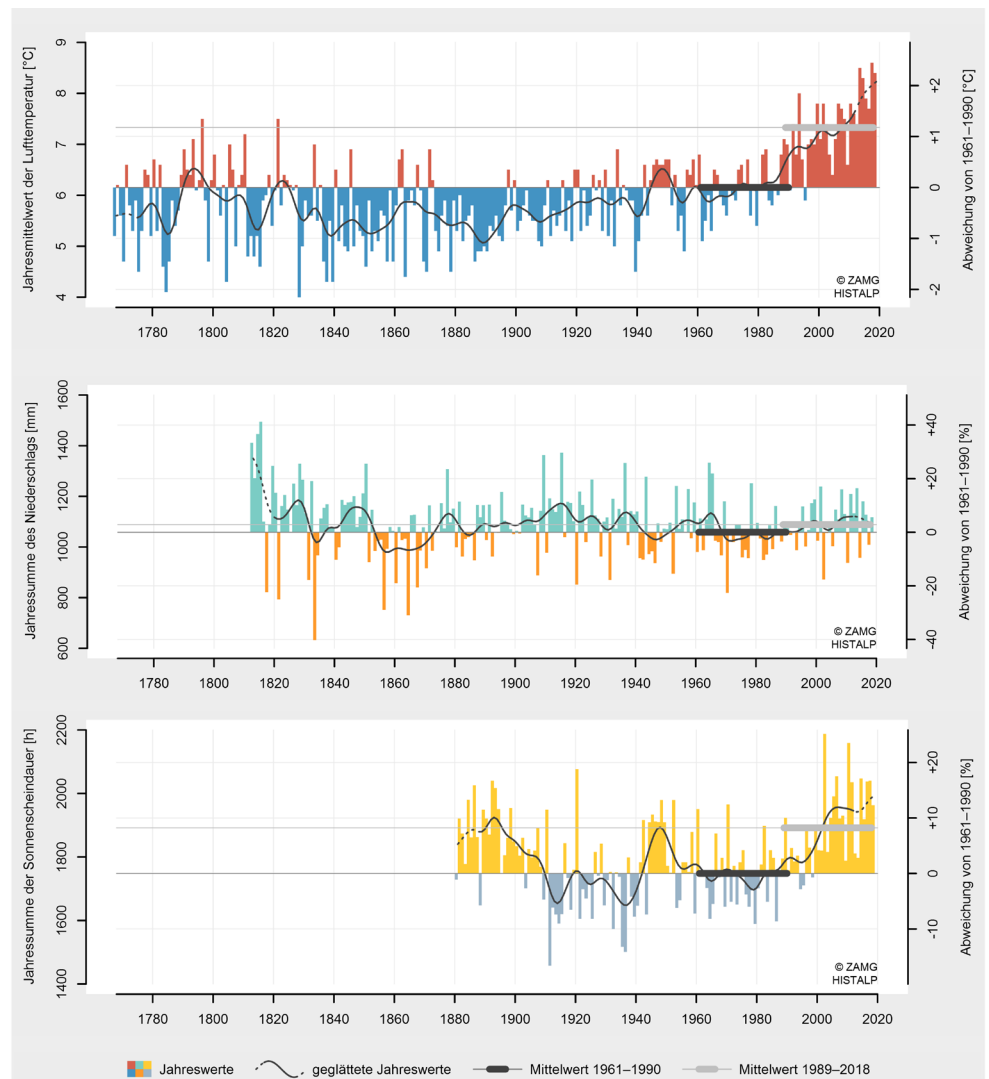 Jahresmittelwert der Lufttemperatur [°C]
9
8
7
6
5
4
+2
+1
0
-1
-2
Abweichung von 1961–1990 [°C]
© ZAMG
HISTALP
1780 1800 1820 1840 1860 1880 1900 1920 1940 1960 1980 2000 2020
Jahressumme des Niederschlags [mm]
1600
1400
1200
1000
800
600
+40
+20
0
-20
-40
Abweichung von 1961–1990 [%]
© ZAMG
HISTALP
1780 1800 1820 1840 1860 1880 1900 1920 1940 1960 1980 2000 2020
Jahressumme der Sonnenscheindauer [h]
2200
2000
1800
1600
1400
+20
+10
0
-10
Abweichung von 1961–1990 [%]
© ZAMG
HISTALP
1780 1800 1820 1840 1860 1880 1900 1920 1940 1960 1980 2000 2020
Jahreswerte geglättete Jahreswerte Mittelwert 1961–1990 Mittelwert 1989–2018